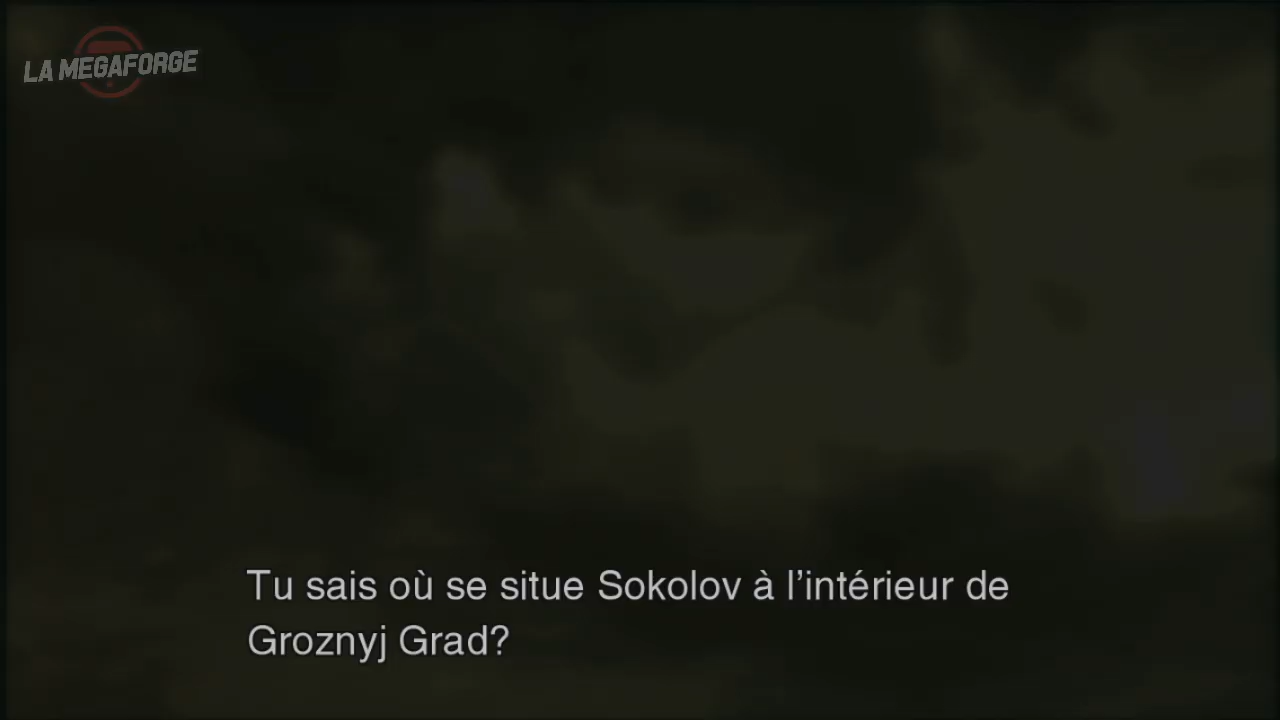 LA MEGAFORGE
Tu sais où se situe Sokolov à l'intérieur de
Groznyj Grad?